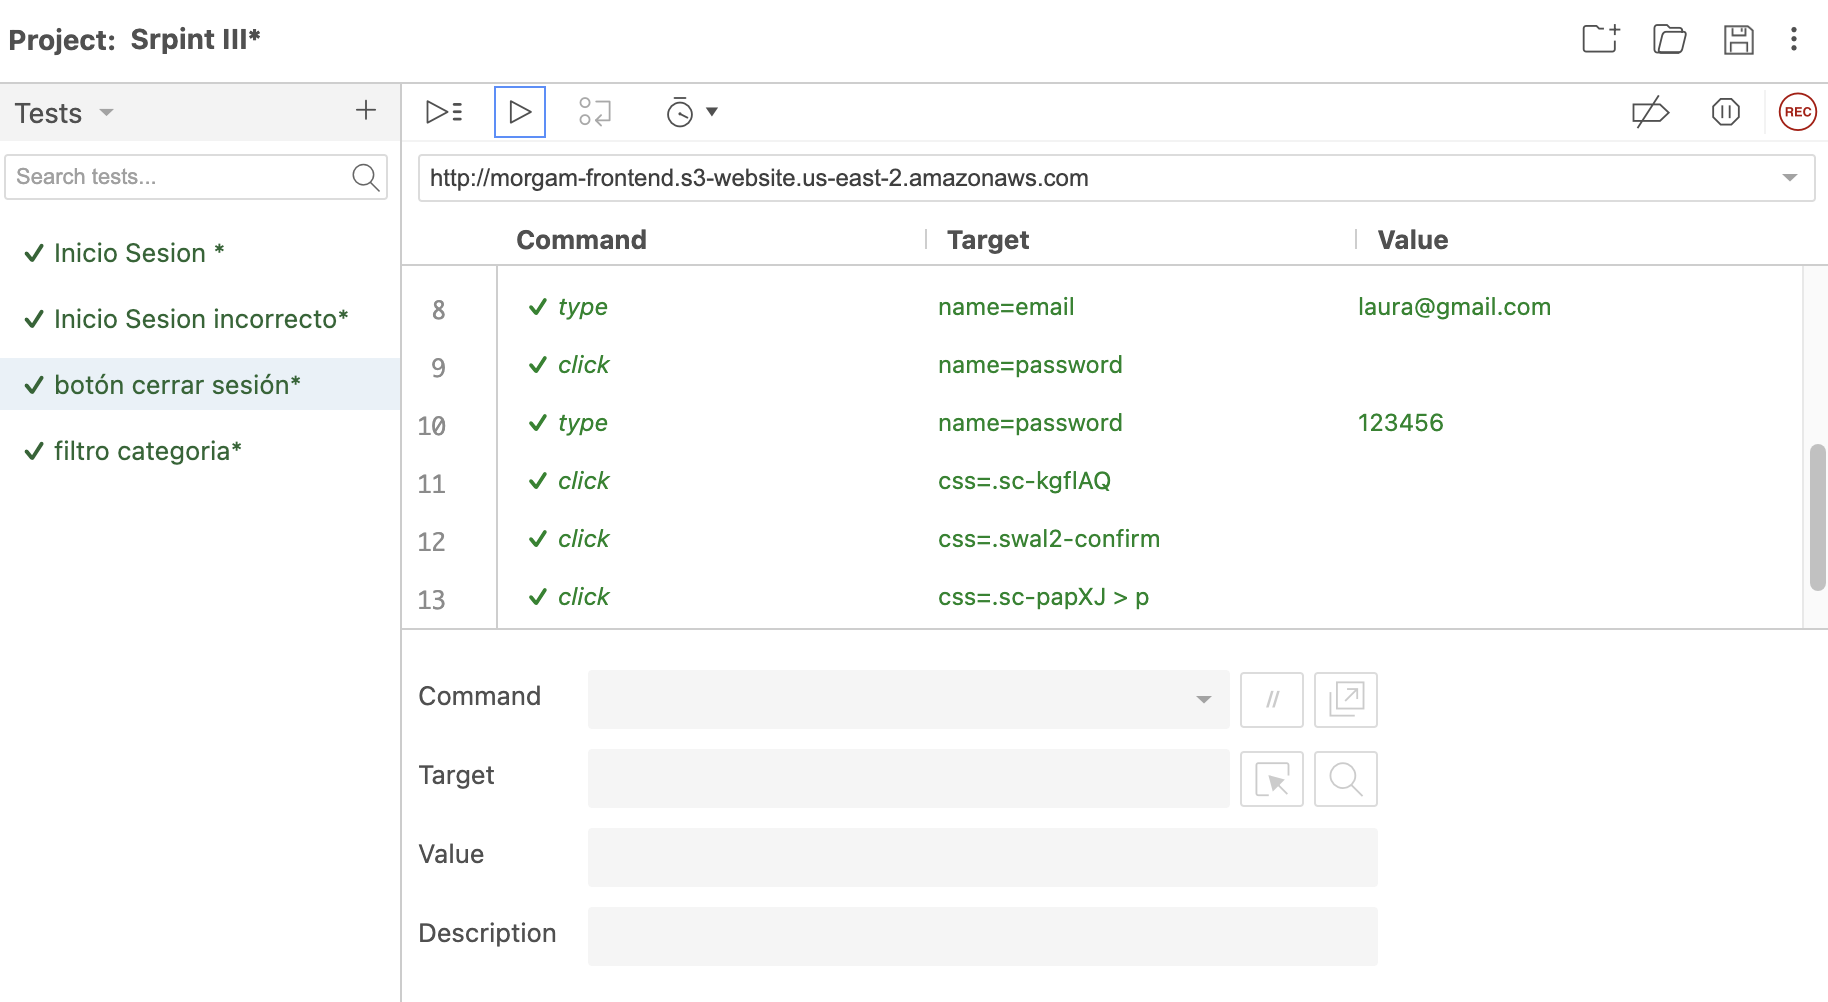 Project: Srpint III*
Tests
Search tests...
Inicio Sesion *
Inicio Sesion incorrecto*
botón cerrar sesión*
filtro categoria*
REC
http://morgam-frontend.s3-website.us-east-2.amazonaws.com
Command Target Value
8 type name=email laura@gmail.com
9 click name=password
10 type name=password 123456
11 click css=.sc-kgflAQ
12 click css=.swal2-confirm
13 click css=.sc-papXJ > p
Command //
Target
Value
Description